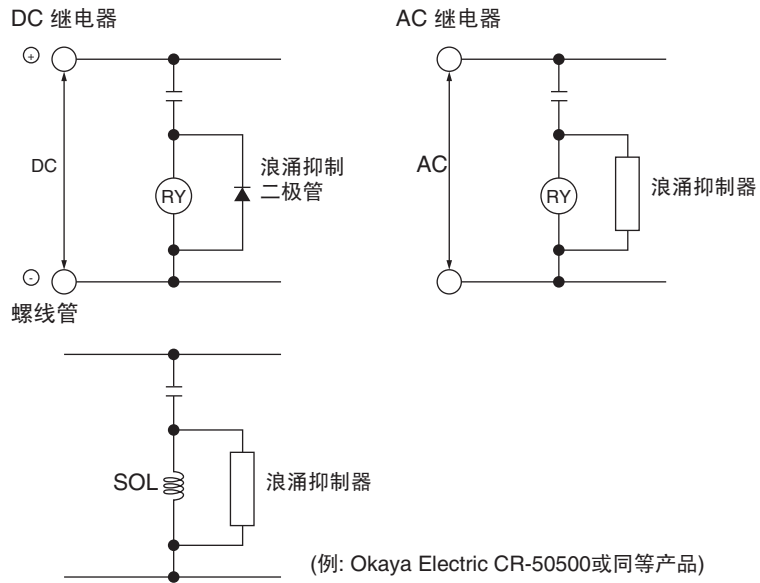 DC 继电器
+
DC
RY
浪涌抑制
二极管
-
AC 继电器
AC
RY
浪涌抑制器
螺线管
SOL
浪涌抑制器
(例: Okaya Electric CR-50500或同等产品)